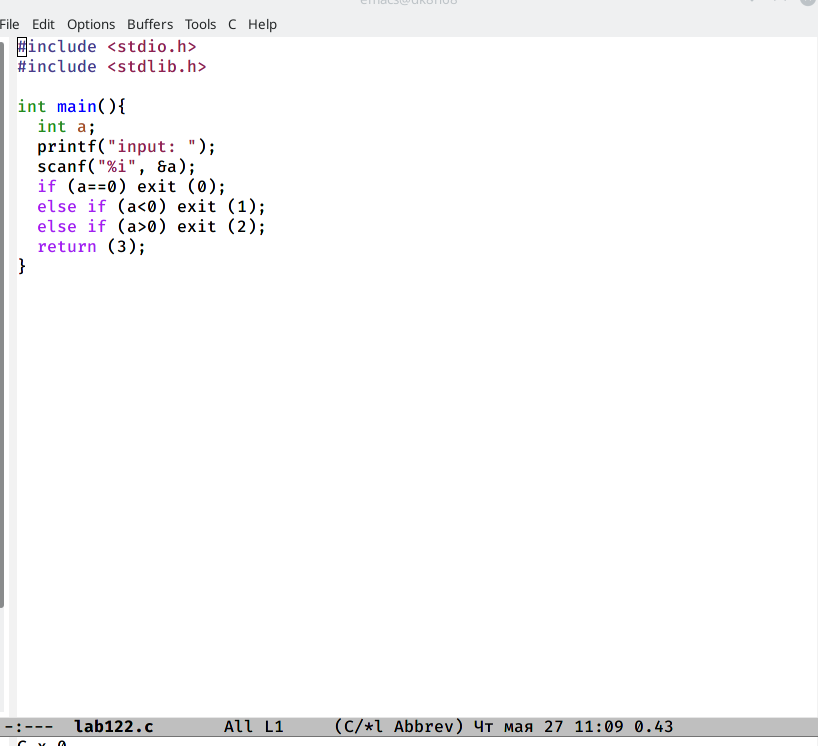 File Edit Options Buffers Tools C Help
#include <stdio.h>
#include <stdlib.h>
int main(){
int a;
printf("input: ");
scanf("%i", &a);
if (a==0) exit (0);
else if (a<0) exit (1);
else if (a>0) exit (2);
return (3);
}
-:--- lab122.c All L1 (C/*l Abbrev) Чт мая 27 11:09 0.43